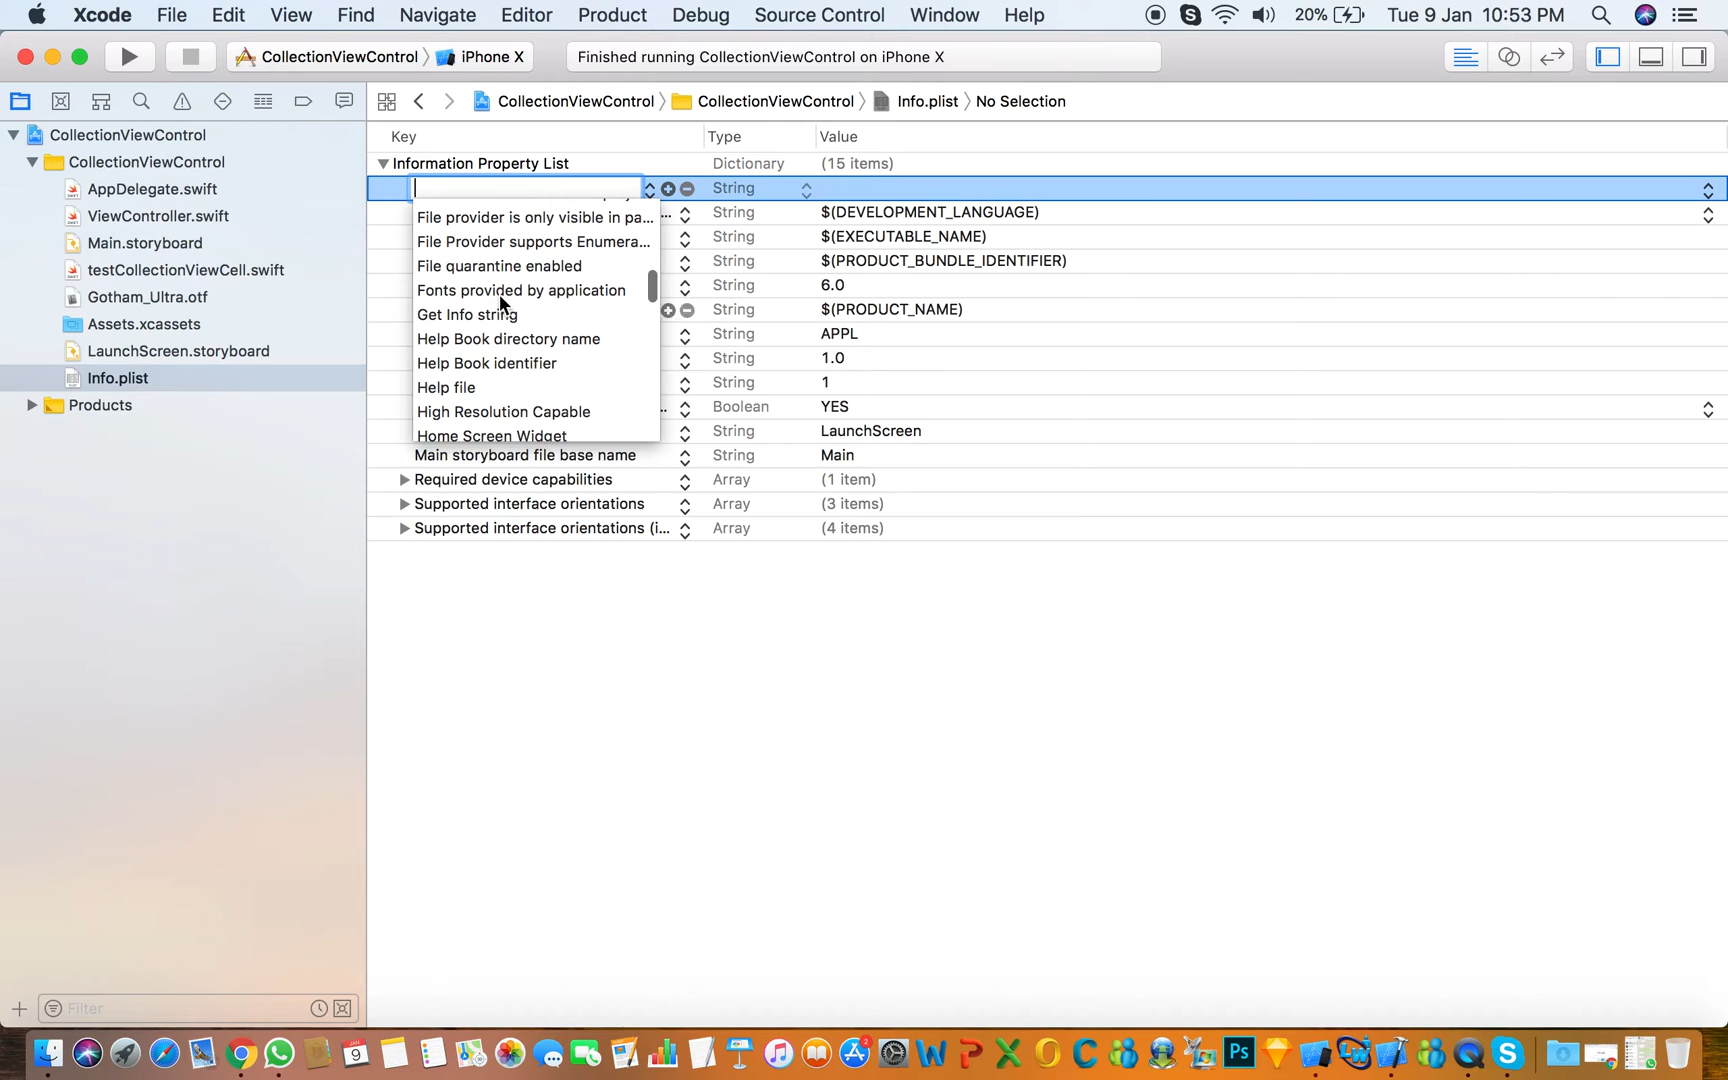 Xcode File Edit View Find Navigate Editor Product Debug Source Control Window Help 20% Tue 9 Jan 10:53 PM
CollectionViewControl iPhone X Finished running CollectionViewControl on iPhone X
CollectionViewControl CollectionViewControl Info.plist No Selection
Key Type Value
CollectionViewControl
CollectionViewControl
AppDelegate.swift
ViewController.swift
Main.storyboard
testCollectionViewCell.swift
Gotham_Ultra.otf
Assets.xcassets
LaunchScreen.storyboard
Info.plist
Products
Information Property List Dictionary (15 items)
String
File provider is only visible in pa... ... String $(DEVELOPMENT_LANGUAGE)
File Provider supports Enumera... String $(EXECUTABLE_NAME)
File quarantine enabled String $(PRODUCT_BUNDLE_IDENTIFIER)
Fonts provided by application String 6.0
Get Info string String $(PRODUCT_NAME)
Help Book directory name String APPL
Help Book identifier String 1.0
Help file String 1
High Resolution Capable Boolean YES
Home Screen Widget String LaunchScreen
Main storyboard file base name String Main
Required device capabilities Array (1 item)
Supported interface orientations Array (3 items)
Supported interface orientations (i... Array (4 items)
Filter